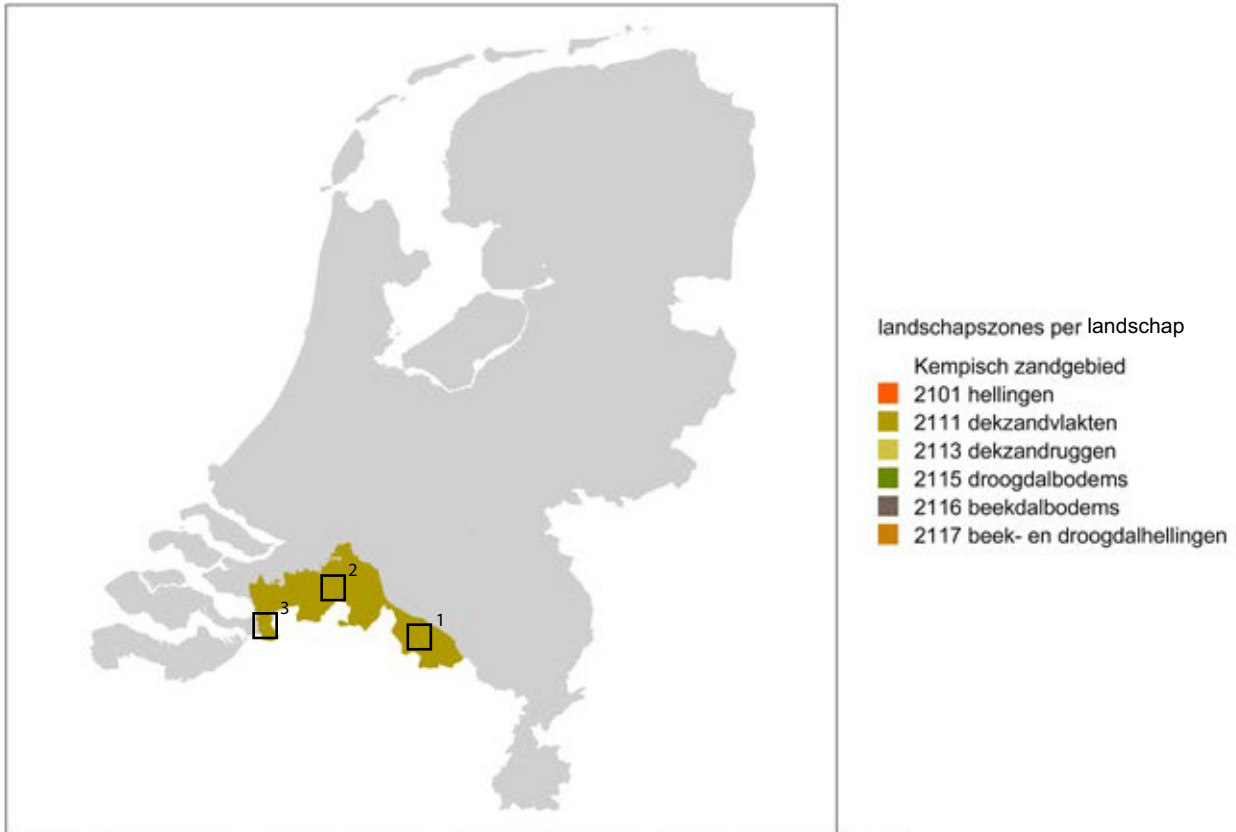 2
3
1
landschapszones per landschap
Kempisch zandgebied
2101 hellingen
2111 dekzandvlakten
2113 dekzandruggen
2115 droogdalbodems
2116 beekdalbodems
2117 beek- en droogdalhellingen